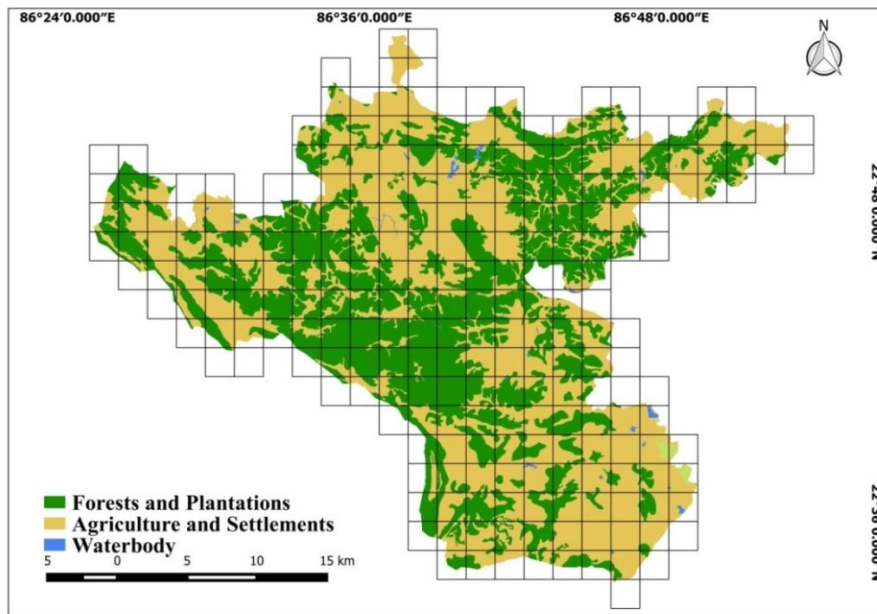 86°24′0.000″E 86°36′0.000″E 86°48′0.000″E
N
22°48′0.000″N
Forests and Plantations
Agriculture and Settlements
Waterbody
22°36′0.000″N
5 0 5 10 15 km